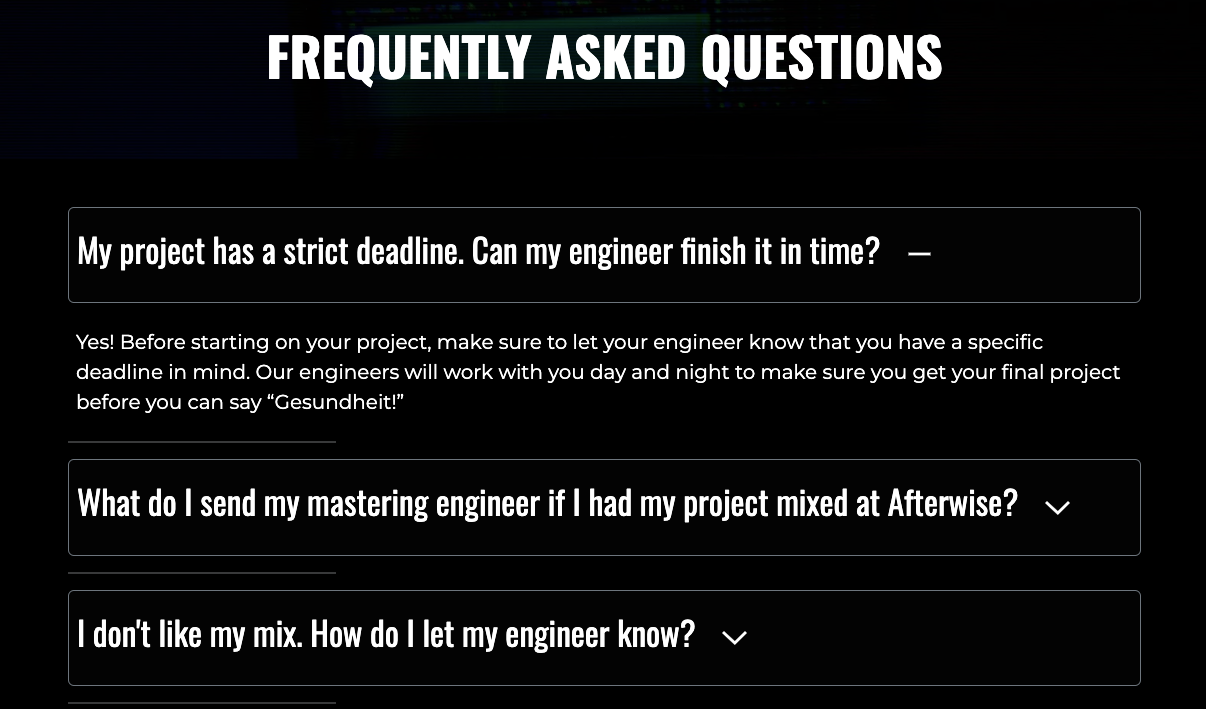 FREQUENTLY ASKED QUESTIONS
My project has a strict deadline. Can my engineer finish it in time?
Yes! Before starting on your project, make sure to let your engineer know that you have a specific
deadline in mind. Our engineers will work with you day and night to make sure you get your final project
before you can say “Gesundheit!”
What do I send my mastering engineer if I had my project mixed at Afterwise?
I don't like my mix. How do I let my engineer know?